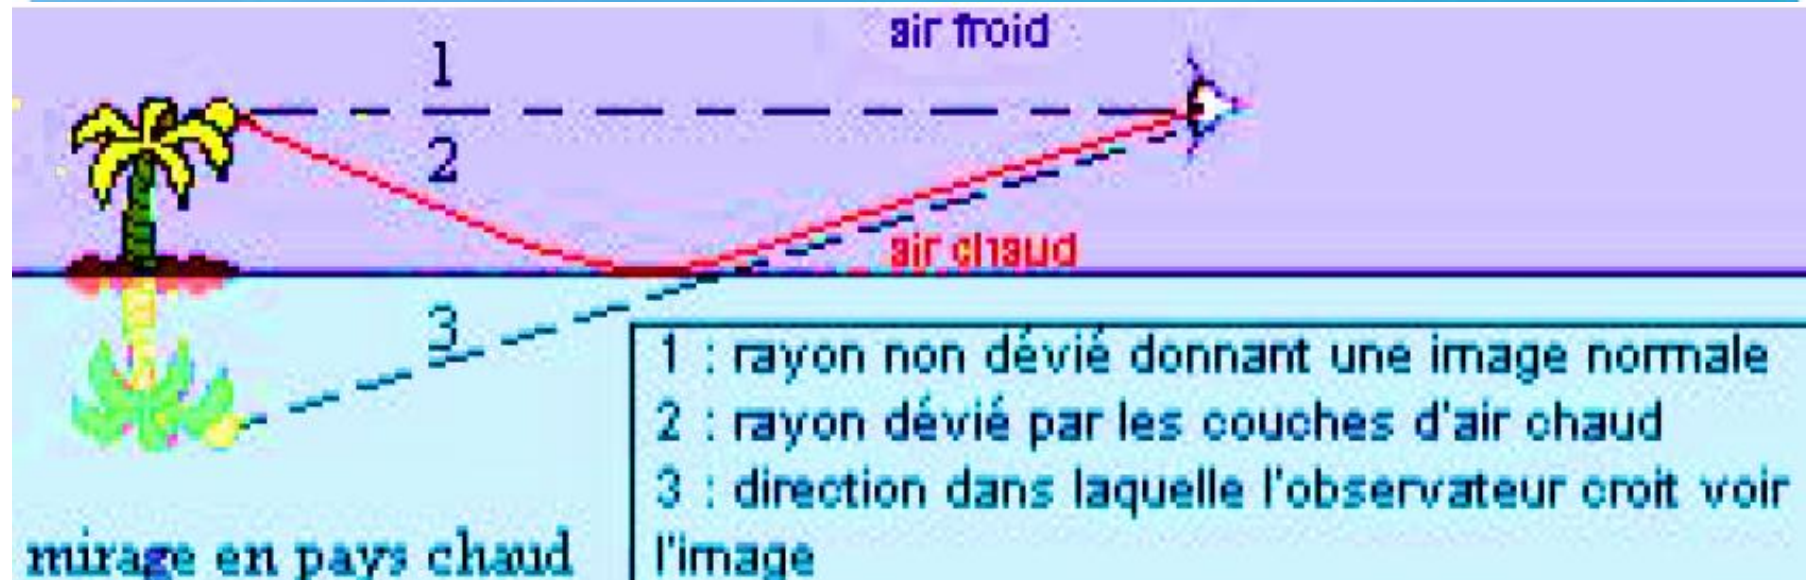 air froid
1
2
air chaud
3
1 : rayon non dévié donnant une image normale
2 : rayon dévié par les couches d'air chaud
3 : direction dans laquelle l'observateur croit voir
l'image
mirage en pays chaud